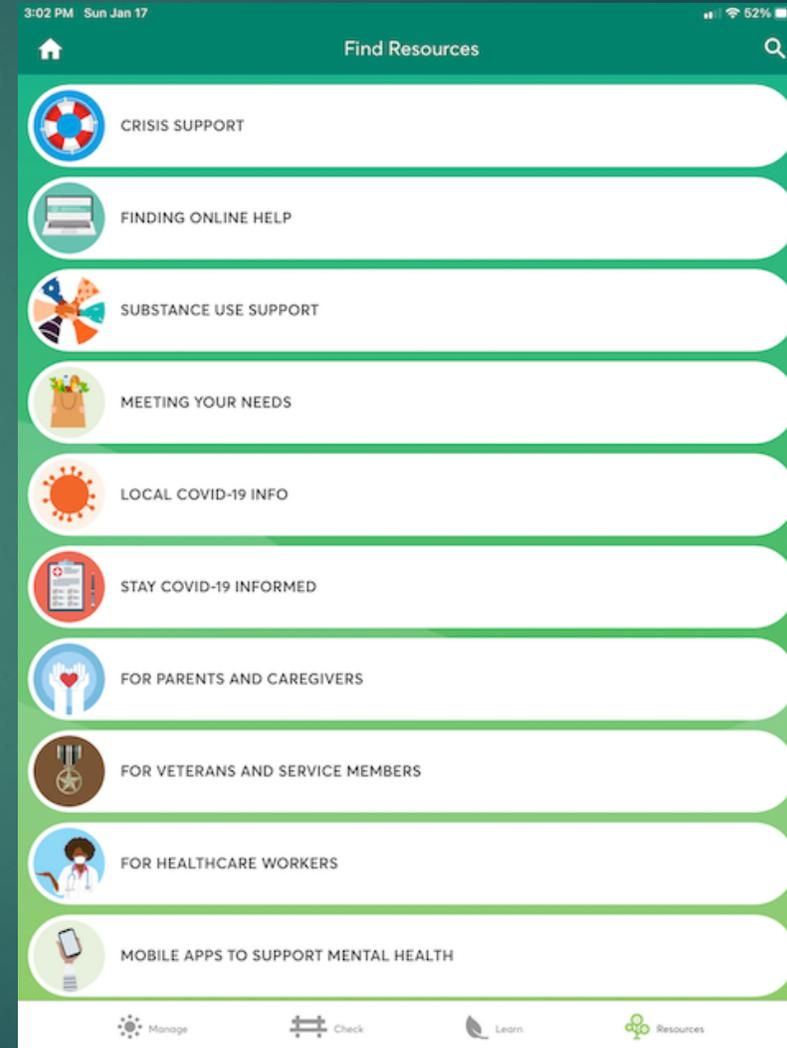 3:02 PM Sun Jan 17 52%
Find Resources
CRISIS SUPPORT
FINDING ONLINE HELP
SUBSTANCE USE SUPPORT
MEETING YOUR NEEDS
LOCAL COVID-19 INFO
STAY COVID-19 INFORMED
FOR PARENTS AND CAREGIVERS
FOR VETERANS AND SERVICE MEMBERS
FOR HEALTHCARE WORKERS
MOBILE APPS TO SUPPORT MENTAL HEALTH
Manage Check Learn Resources